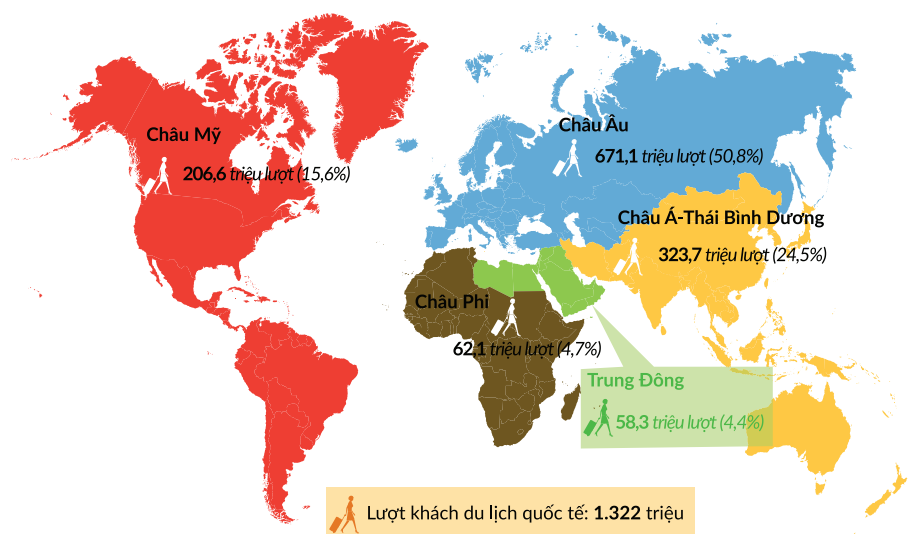 Châu Mỹ
206,6 triệu lượt (15,6%)
Châu Âu
671,1 triệu lượt (50,8%)
Châu Á-Thái Bình Dương
323,7 triệu lượt (24,5%)
Châu Phi
62,1 triệu lượt (4,7%)
Trung Đông
58,3 triệu lượt (4,4%)
Lượt khách du lịch quốc tế: 1.322 triệu